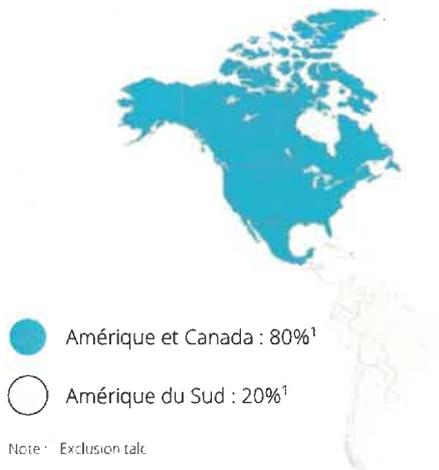 Amérique et Canada : 80%¹
Amérique du Sud : 20%¹
Note : Exclusion talc